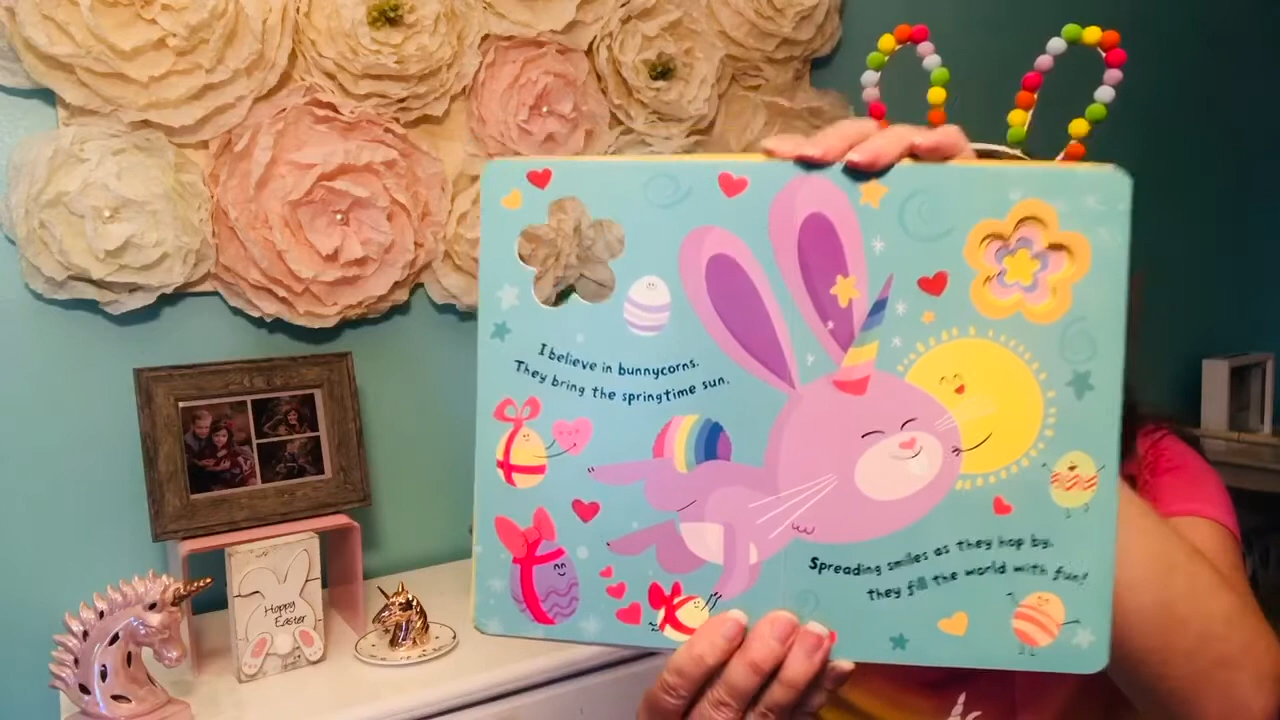 I believe in bunnycorns.
They bring the springtime sun.
Spreading smiles as they hop by,
they fill the world with fun!
Happy
Easter